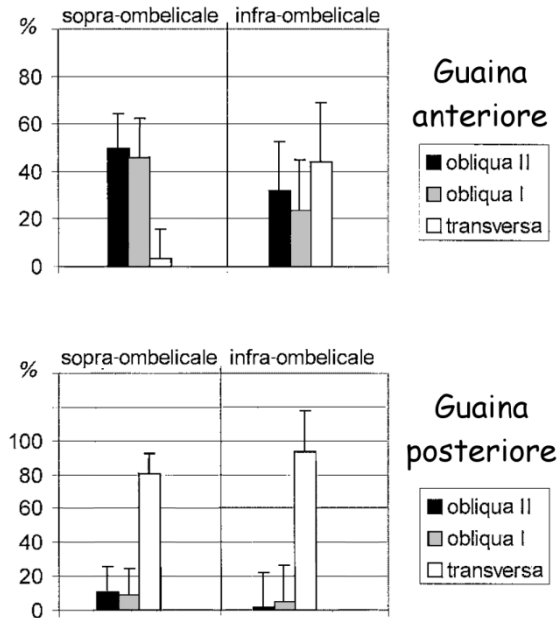 % sopra-ombelicale infra-ombelicale
80
60
40
20
0
Guaina
anteriore
obliqua II
obliqua I
transversa
% sopra-ombelicale infra-ombelicale
100
80
60
40
20
0
Guaina
posteriore
obliqua II
obliqua I
transversa